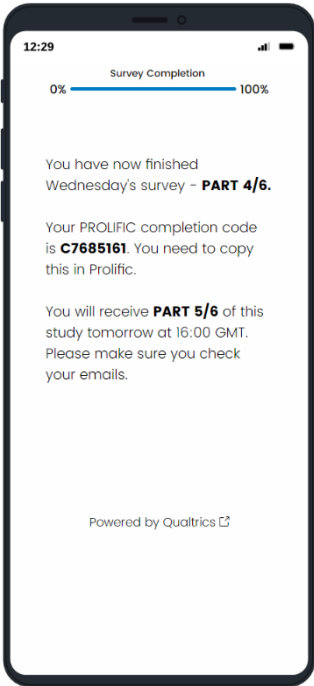 12:29
Survey Completion
0% 100%
You have now finished
Wednesday's survey - PART 4/6.
Your PROLIFIC completion code
is C7685161. You need to copy
this in Prolific.
You will receive PART 5/6 of this
study tomorrow at 16:00 GMT.
Please make sure you check
your emails.
Powered by Qualtrics